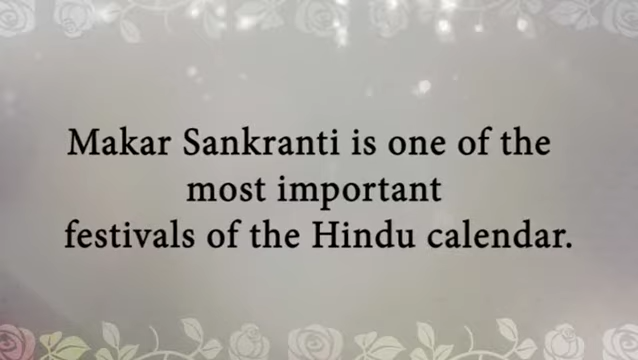 Makar Sankranti is one of the
most important
festivals of the Hindu calendar.